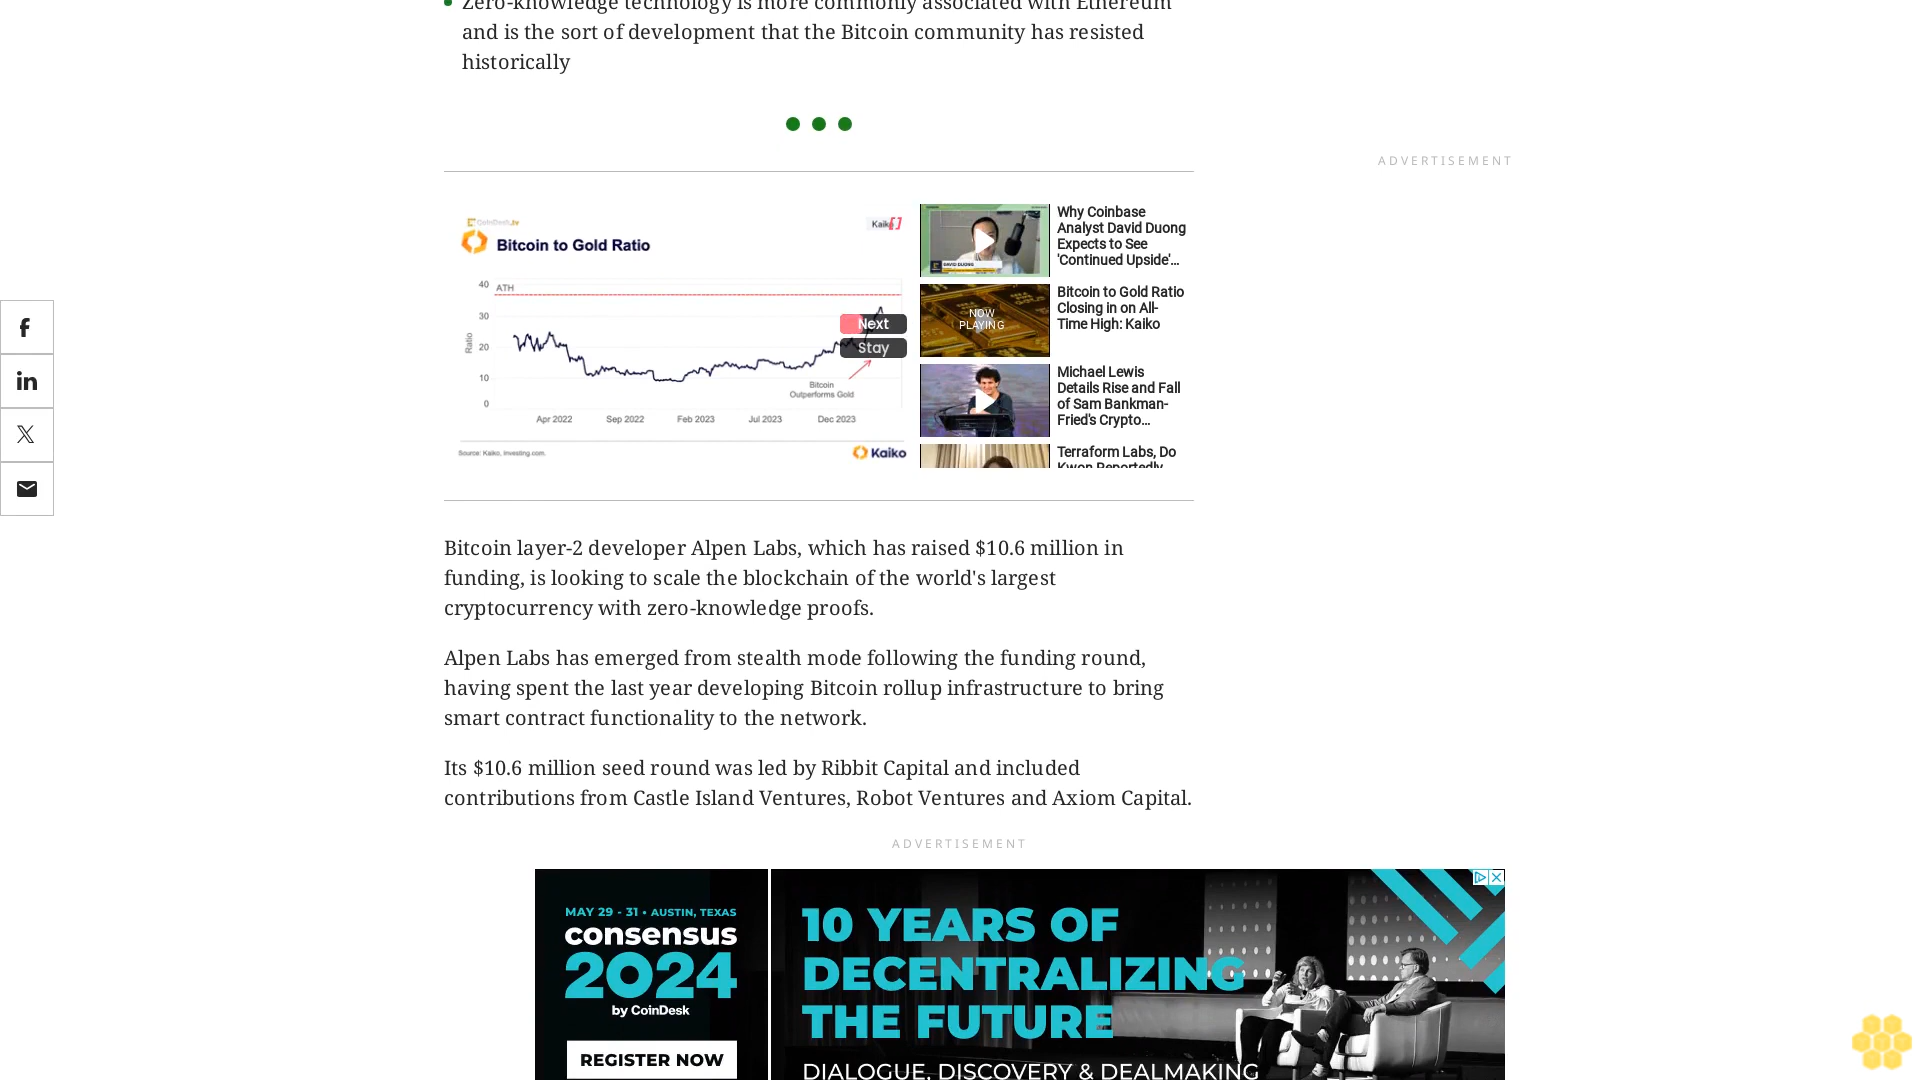 Zero-knowledge technology is more commonly associated with Ethereum
and is the sort of development that the Bitcoin community has resisted
historically
ADVERTISEMENT
CoinDesk.tv
Kaiko
Bitcoin to Gold Ratio
40
ATH
30
20
10
0
Ratio
Next
Stay
Bitcoin
Outperforms Gold
Apr 2022
Sep 2022
Feb 2023
Jul 2023
Dec 2023
Source: Kaiko, Investing.com.
Kaiko
DAVID DUONG
Why Coinbase
Analyst David Duong
Expects to See
'Continued Upside'...
NOW
PLAYING
Bitcoin to Gold Ratio
Closing in on All-
Time High: Kaiko
Michael Lewis
Details Rise and Fall
of Sam Bankman-
Fried's Crypto...
Terraform Labs, Do
Kwon Reportedly
Bitcoin layer-2 developer Alpen Labs, which has raised $10.6 million in
funding, is looking to scale the blockchain of the world's largest
cryptocurrency with zero-knowledge proofs.
Alpen Labs has emerged from stealth mode following the funding round,
having spent the last year developing Bitcoin rollup infrastructure to bring
smart contract functionality to the network.
Its $10.6 million seed round was led by Ribbit Capital and included
contributions from Castle Island Ventures, Robot Ventures and Axiom Capital.
ADVERTISEMENT
MAY 29 - 31 • AUSTIN, TEXAS
consensus
2024
by CoinDesk
REGISTER NOW
10 YEARS OF
DECENTRALIZING
THE FUTURE
DIALOGUE, DISCOVERY & DEALMAKING